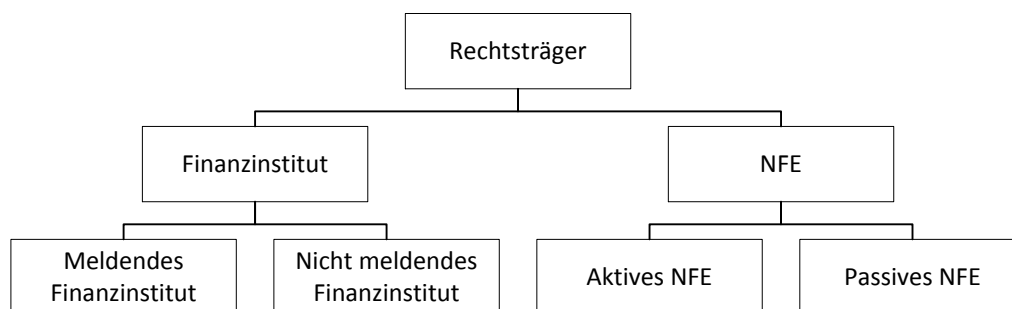 Rechtsträger
Finanzinstitut
NFE
Meldendes
Finanzinstitut
Nicht meldendes
Finanzinstitut
Aktives NFE
Passives NFE